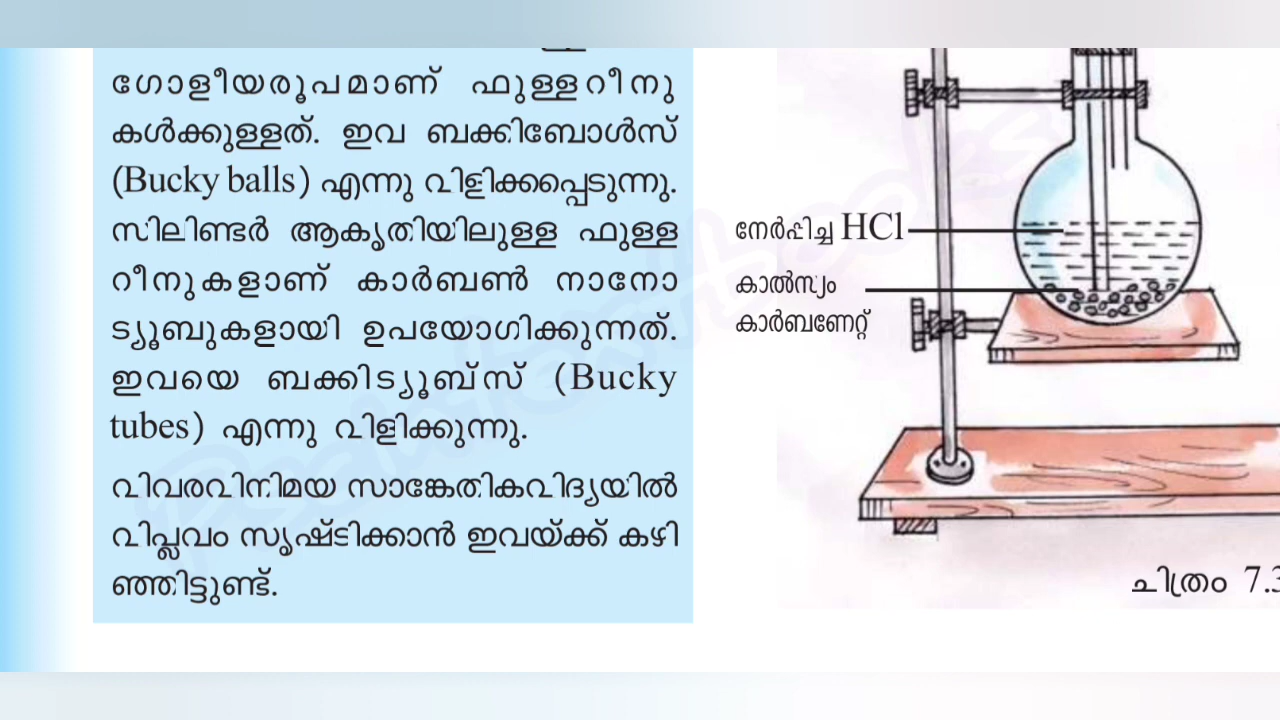 ഗോളീയരൂപമാണ് ഫുള്ളറീനു
കൾക്കുള്ളത്. ഇവ ബക്കിബോൾസ്
(Bucky balls) എന്നു വിളിക്കപ്പെടുന്നു.
സിലിണ്ടർ ആകൃതിയിലുള്ള ഫുള്ള
റീനുകളാണ് കാർബൺ നാനോ
ട്യൂബുകളായി ഉപയോഗിക്കുന്നത്.
ഇവയെ ബക്കിട്യൂബ്സ് (Bucky
tubes) എന്നു വിളിക്കുന്നു.
വിവരവിനിമയ സാങ്കേതികവിദ്യയിൽ
വിപ്ലവം സൃഷ്ടിക്കാൻ ഇവയ്ക്ക് കഴി
ഞ്ഞിട്ടുണ്ട്.
നേർപ്പിച്ച HCl
കാൽസ്യം
കാർബണേറ്റ്
ചിത്രം 7.3